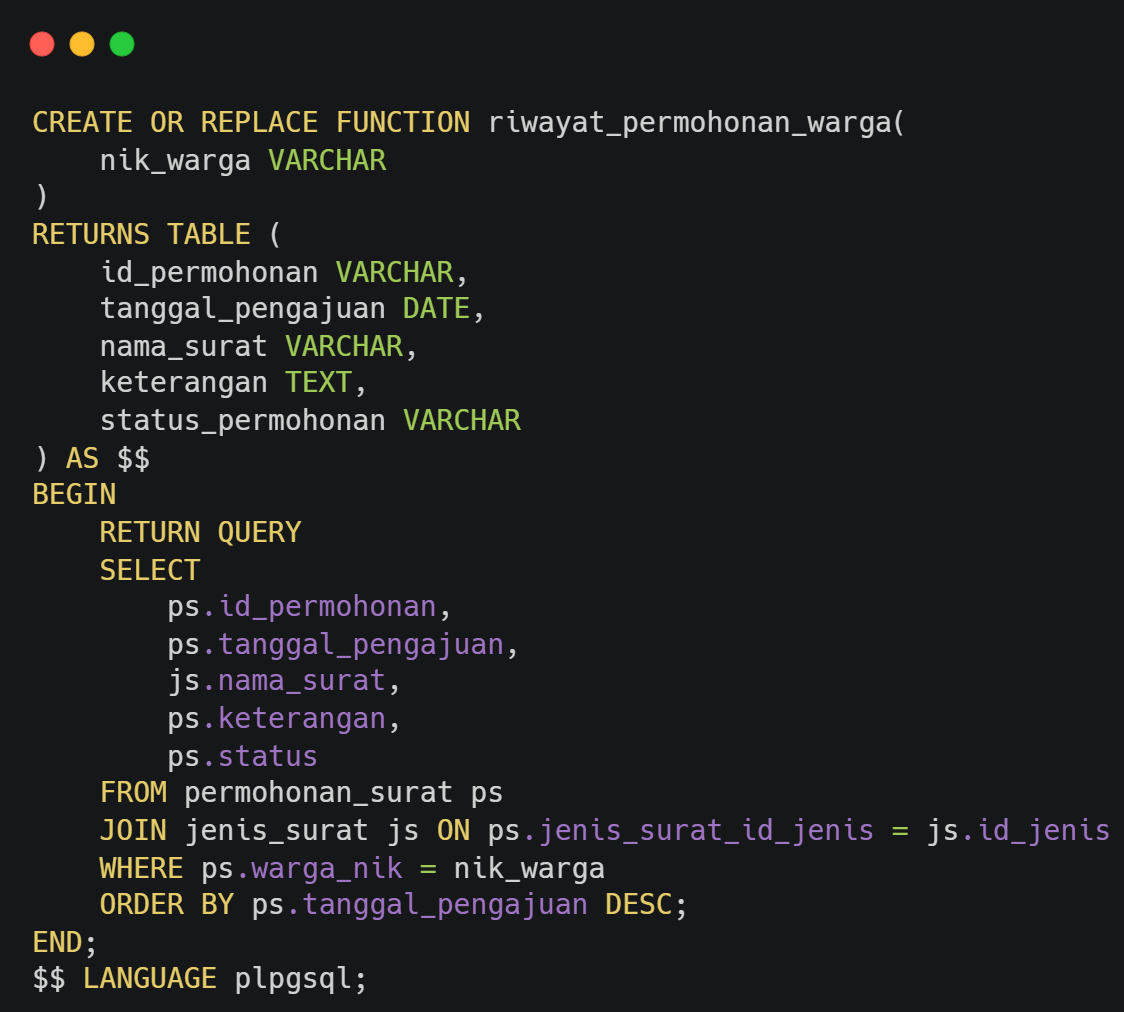 CREATE OR REPLACE FUNCTION riwayat_permohonan_warga(
    nik_warga VARCHAR
)
RETURNS TABLE (
    id_permohonan VARCHAR,
    tanggal_pengajuan DATE,
    nama_surat VARCHAR,
    keterangan TEXT,
    status_permohonan VARCHAR
) AS $$
BEGIN
    RETURN QUERY
    SELECT
        ps.id_permohonan,
        ps.tanggal_pengajuan,
        js.nama_surat,
        ps.keterangan,
        ps.status
    FROM permohonan_surat ps
    JOIN jenis_surat js ON ps.jenis_surat_id_jenis = js.id_jenis
    WHERE ps.warga_nik = nik_warga
    ORDER BY ps.tanggal_pengajuan DESC;
END;
$$ LANGUAGE plpgsql;